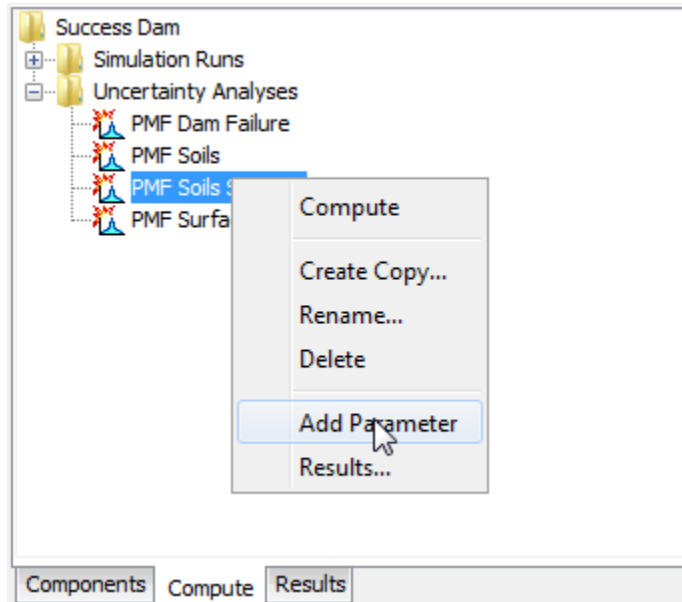 Success Dam
Simulation Runs
Uncertainty Analyses
PMF Dam Failure
PMF Soils
PMF Soils
PMF Surfa
Compute
Create Copy...
Rename...
Delete
Add Parameter
Results...
Components Compute Results